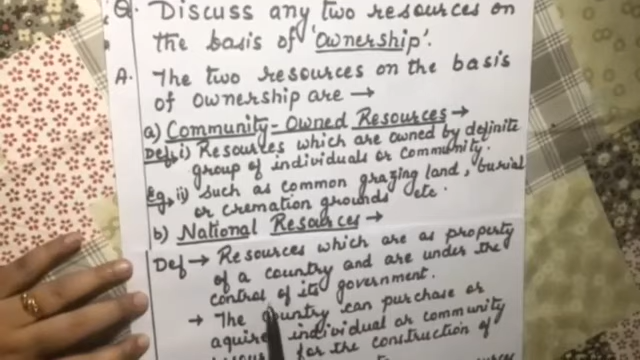 Q. Discuss any two resources on
the basis of 'Ownership'.
A. The two resources on the basis
of ownership are →
a) Community-Owned Resources →
Def, i) Resources which are owned by definite
group of individuals or community.
Eg, ii) Such as common grazing land, burial
or cremation grounds etc.
b) National Resources →
Def → Resources which are as property
of a country and are under the
control of its government.
→ The country can purchase or
aquire individual or community
for the construction of